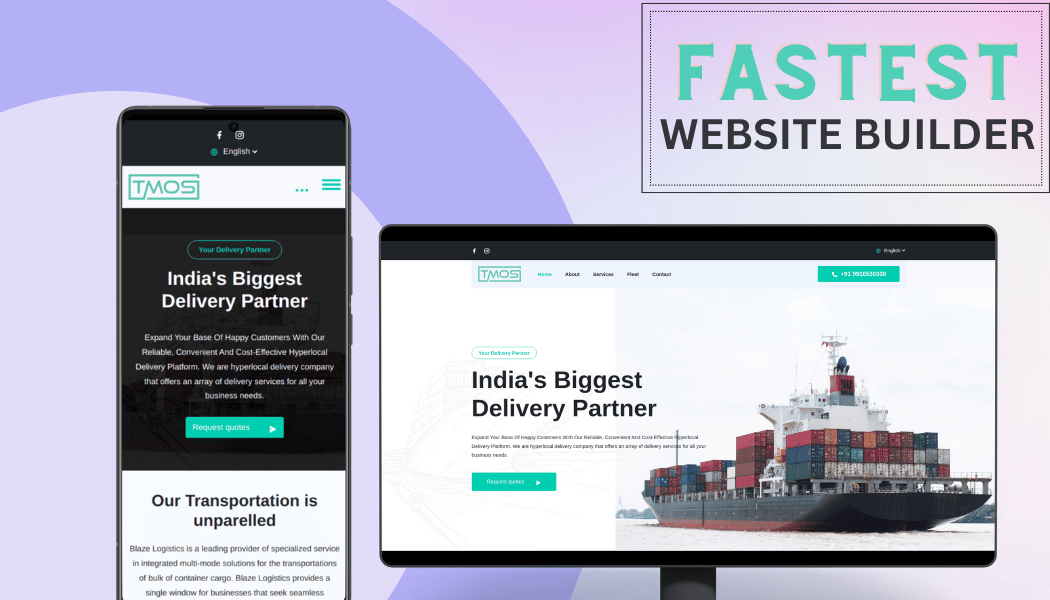 FASTEST
WEBSITE BUILDER
English
TMOS
...
Your Delivery Partner
India's Biggest
Delivery Partner
Expand Your Base Of Happy Customers With Our
Reliable, Convenient And Cost-Effective Hyperlocal
Delivery Platform. We are hyperlocal delivery company
that offers an array of delivery services for all your
business needs.
Request quotes
Our Transportation is
unparelled
Blaze Logistics is a leading provider of specialized service
in integrated multi-mode solutions for the transportations
of bulk of container cargo. Blaze Logistics provides a
single window for businesses that seek seamless
English
TMOS Home About Services Fleet Contact +91 9910530300
Your Delivery Partner
India's Biggest
Delivery Partner
Expand Your Base Of Happy Customers With Our Reliable, Convenient And Cost-Effective Hyperlocal
Delivery Platform. We are hyperlocal delivery company that offers an array of delivery services for all your
business needs.
Request quotes